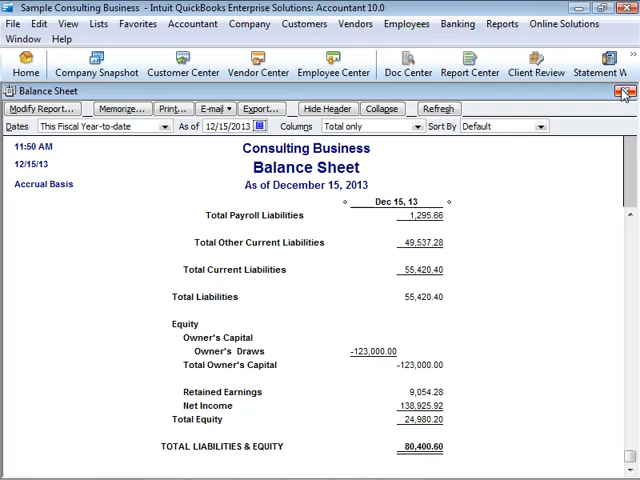 Sample Consulting Business - Intuit QuickBooks Enterprise Solutions: Accountant 10.0
File Edit View Lists Favorites Accountant Company Customers Vendors Employees Banking Reports Online Solutions
Window Help
Home Company Snapshot Customer Center Vendor Center Employee Center Doc Center Report Center Client Review Statement W
Balance Sheet
Modify Report... Memorize... Print... E-mail Export... Hide Header Collapse Refresh
Dates This Fiscal Year-to-date As of 12/15/2013 Columns Total only Sort By Default
11:50 AM Consulting Business
12/15/13 Balance Sheet
Accrual Basis As of December 15, 2013
Dec 15, 13
Total Payroll Liabilities 1,295.66
Total Other Current Liabilities 49,537.28
Total Current Liabilities 55,420.40
Total Liabilities 55,420.40
Equity
Owner's Capital
Owner's Draws -123,000.00
Total Owner's Capital -123,000.00
Retained Earnings 9,054.28
Net Income 138,925.92
Total Equity 24,980.20
TOTAL LIABILITIES & EQUITY 80,400.60